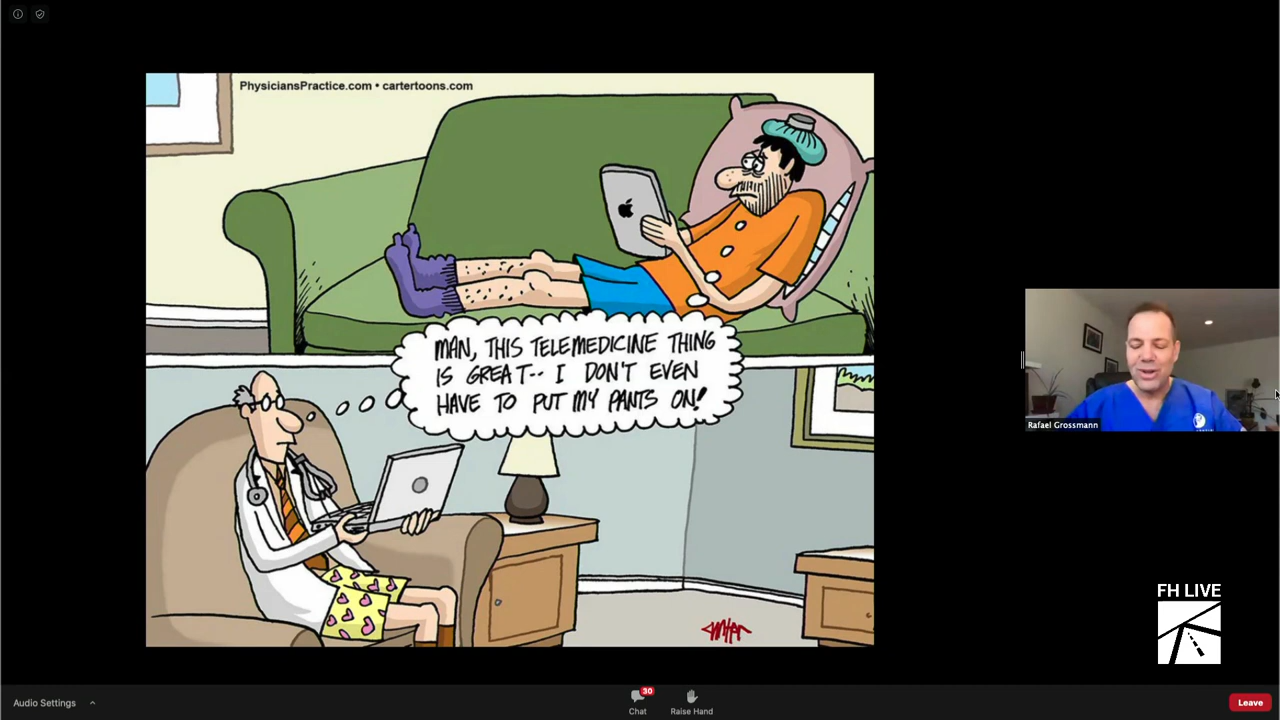 PhysiciansPractice.com • cartertoons.com
MAN, THIS TELEMEDICINE THING
IS GREAT-- I DON'T EVEN
HAVE TO PUT MY PANTS ON!
Carter
Rafael Grossmann
FH LIVE
Audio Settings
30
Chat
Raise Hand
Leave